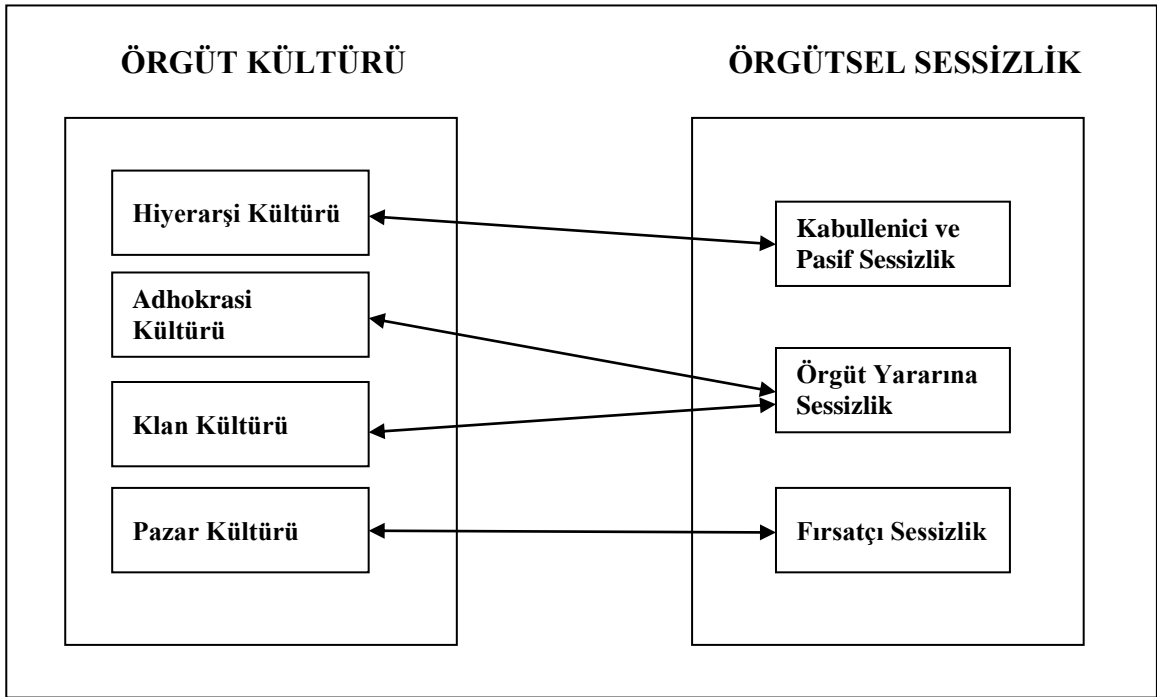 ÖRGÜT KÜLTÜRÜ
Hiyerarşi Kültürü
Adhokrasi
Kültürü
Klan Kültürü
Pazar Kültürü
ÖRGÜTSEL SESSİZLİK
Kabullenici ve
Pasif Sessizlik
Örgüt Yararına
Sessizlik
Fırsatçı Sessizlik